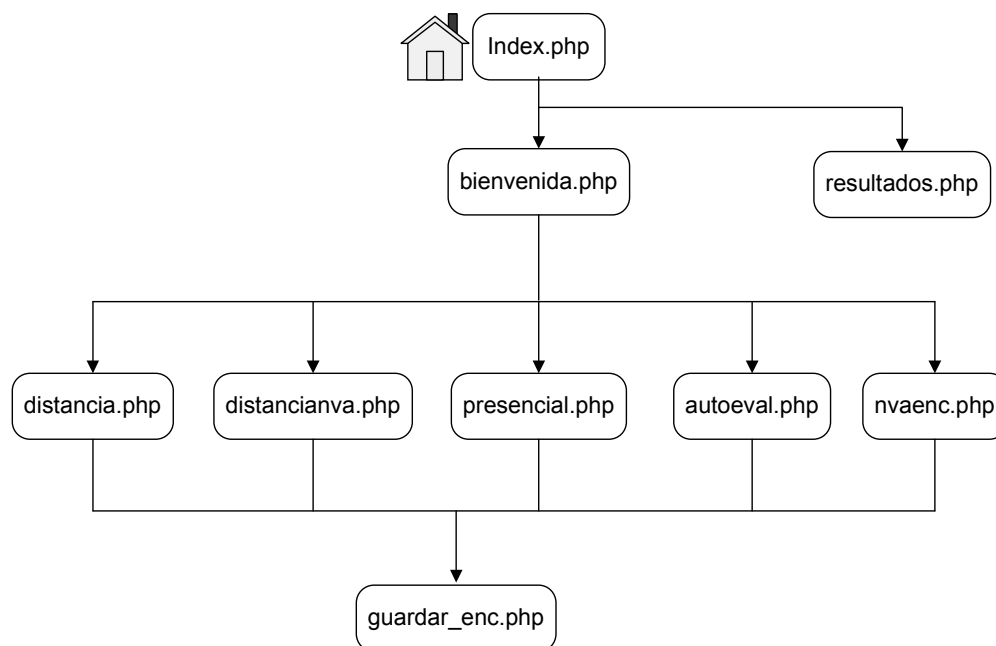 Index.php
bienvenida.php
resultados.php
distancia.php
distancianva.php
presencial.php
autoeval.php
nvaenc.php
guardar_enc.php